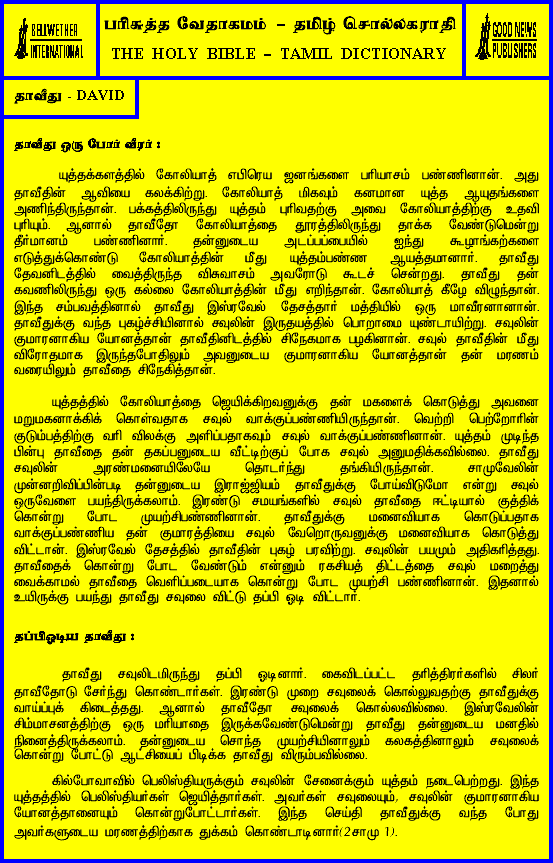 BELLWETHER
INTERNATIONAL
பரிசுத்த வேதாகமம் – தமிழ் சொல்லகராதி
THE HOLY BIBLE – TAMIL DICTIONARY
GOOD NEWS
PUBLISHERS
தாவீது - DAVID
தாவீது ஒரு போர் வீரர் :
யுத்தக்களத்தில் கோலியாத் எபிரெய ஜனங்களை பரியாசம் பண்ணினான். அது
தாவீதின் ஆவியை கலக்கிற்று. கோலியாத் மிகவும் கனமான யுத்த ஆயுதங்களை
அணிந்திருந்தான். பக்கத்திலிருந்து யுத்தம் புரிவதற்கு அவை கோலியாத்திற்கு உதவி
புரியும். ஆனால் தாவீதோ கோலியாத்தை தூரத்திலிருந்து தாக்க வேண்டுமென்று
தீர்மானம் பண்ணினார். தன்னுடைய அடப்பப்பையில் ஐந்து கூழாங்கற்களை
எடுத்துக்கொண்டு கோலியாத்தின் மீது யுத்தம்பண்ண ஆயத்தமானார். தாவீது
தேவனிடத்தில் வைத்திருந்த விசுவாசம் அவரோடு கூடச் சென்றது. தாவீது தன்
கவணிலிருந்து ஒரு கல்லை கோலியாத்தின் மீது எறிந்தான். கோலியாத் கீழே விழுந்தான்.
இந்த சம்பவத்தினால் தாவீது இஸ்ரவேல் தேசத்தார் மத்தியில் ஒரு மாவீரனானான்.
தாவீதுக்கு வந்த புகழ்ச்சியினால் சவுலின் இருதயத்தில் பொறாமை யுண்டாயிற்று. சவுலின்
குமாரனாகிய யோனத்தான் தாவீதினிடத்தில் சிநேகமாக பழகினான். சவுல் தாவீதின் மீது
விரோதமாக இருந்தபோதிலும் அவனுடைய குமாரனாகிய யோனத்தான் தன் மரணம்
வரையிலும் தாவீதை சிநேகித்தான்.
யுத்தத்தில் கோலியாத்தை ஜெயிக்கிறவனுக்கு தன் மகளைக் கொடுத்து அவனை
மறுமகனாக்கிக் கொள்வதாக சவுல் வாக்குப்பண்ணியிருந்தான். வெற்றி பெற்றோரின்
குடும்பத்திற்கு வரி விலக்கு அளிப்பதாகவும் சவுல் வாக்குப்பண்ணினான். யுத்தம் முடிந்த
பின்பு தாவீதை தன் தகப்பனுடைய வீட்டிற்குப் போக சவுல் அனுமதிக்கவில்லை. தாவீது
சவுலின் அரண்மனையிலேயே தொடர்ந்து தங்கியிருந்தான். சாமுவேலின்
முன்னறிவிப்பின்படி தன்னுடைய இராஜ்ஜியம் தாவீதுக்கு போய்விடுமோ என்று சவுல்
ஒருவேளை பயந்திருக்கலாம். இரண்டு சமயங்களில் சவுல் தாவீதை ஈட்டியால் குத்திக்
கொன்று போட முயற்சிபண்ணினான். தாவீதுக்கு மனைவியாக கொடுப்பதாக
வாக்குப்பண்ணிய தன் குமாரத்தியை சவுல் வேறொருவனுக்கு மனைவியாக கொடுத்து
விட்டான். இஸ்ரவேல் தேசத்தில் தாவீதின் புகழ் பரவிற்று. சவுலின் பயமும் அதிகரித்தது.
தாவீதைக் கொன்று போட வேண்டும் என்னும் ரகசியத் திட்டத்தை சவுல் மறைத்து
வைக்காமல் தாவீதை வெளிப்படையாக கொன்று போட முயற்சி பண்ணினான். இதனால்
உயிருக்கு பயந்து தாவீது சவுலை விட்டு தப்பி ஓடி விட்டார்.
தப்பிஓடிய தாவீது :
தாவீது சவுலிடமிருந்து தப்பி ஓடினார். கைவிடப்பட்ட தரித்திரர்களில் சிலர்
தாவீதோடு சேர்ந்து கொண்டார்கள். இரண்டு முறை சவுலைக் கொல்லுவதற்கு தாவீதுக்கு
வாய்ப்புக் கிடைத்தது. ஆனால் தாவீதோ சவுலைக் கொல்லவில்லை. இஸ்ரவேலின்
சிம்மாசனத்திற்கு ஒரு மரியாதை இருக்கவேண்டுமென்று தாவீது தன்னுடைய மனதில்
நினைத்திருக்கலாம். தன்னுடைய சொந்த முயற்சியினாலும் கலகத்தினாலும் சவுலைக்
கொன்று போட்டு ஆட்சியைப் பிடிக்க தாவீது விரும்பவில்லை.
கில்போவாவில் பெலிஸ்தியருக்கும் சவுலின் சேனைக்கும் யுத்தம் நடைபெற்றது. இந்த
யுத்தத்தில் பெலிஸ்தியர்கள் ஜெயித்தார்கள். அவர்கள் சவுலையும், சவுலின் குமாரனாகிய
யோனத்தானையும் கொன்றுபோட்டார்கள். இந்த செய்தி தாவீதுக்கு வந்த போது
அவர்களுடைய மரணத்திற்காக துக்கம் கொண்டாடினார்(2சாமு 1).